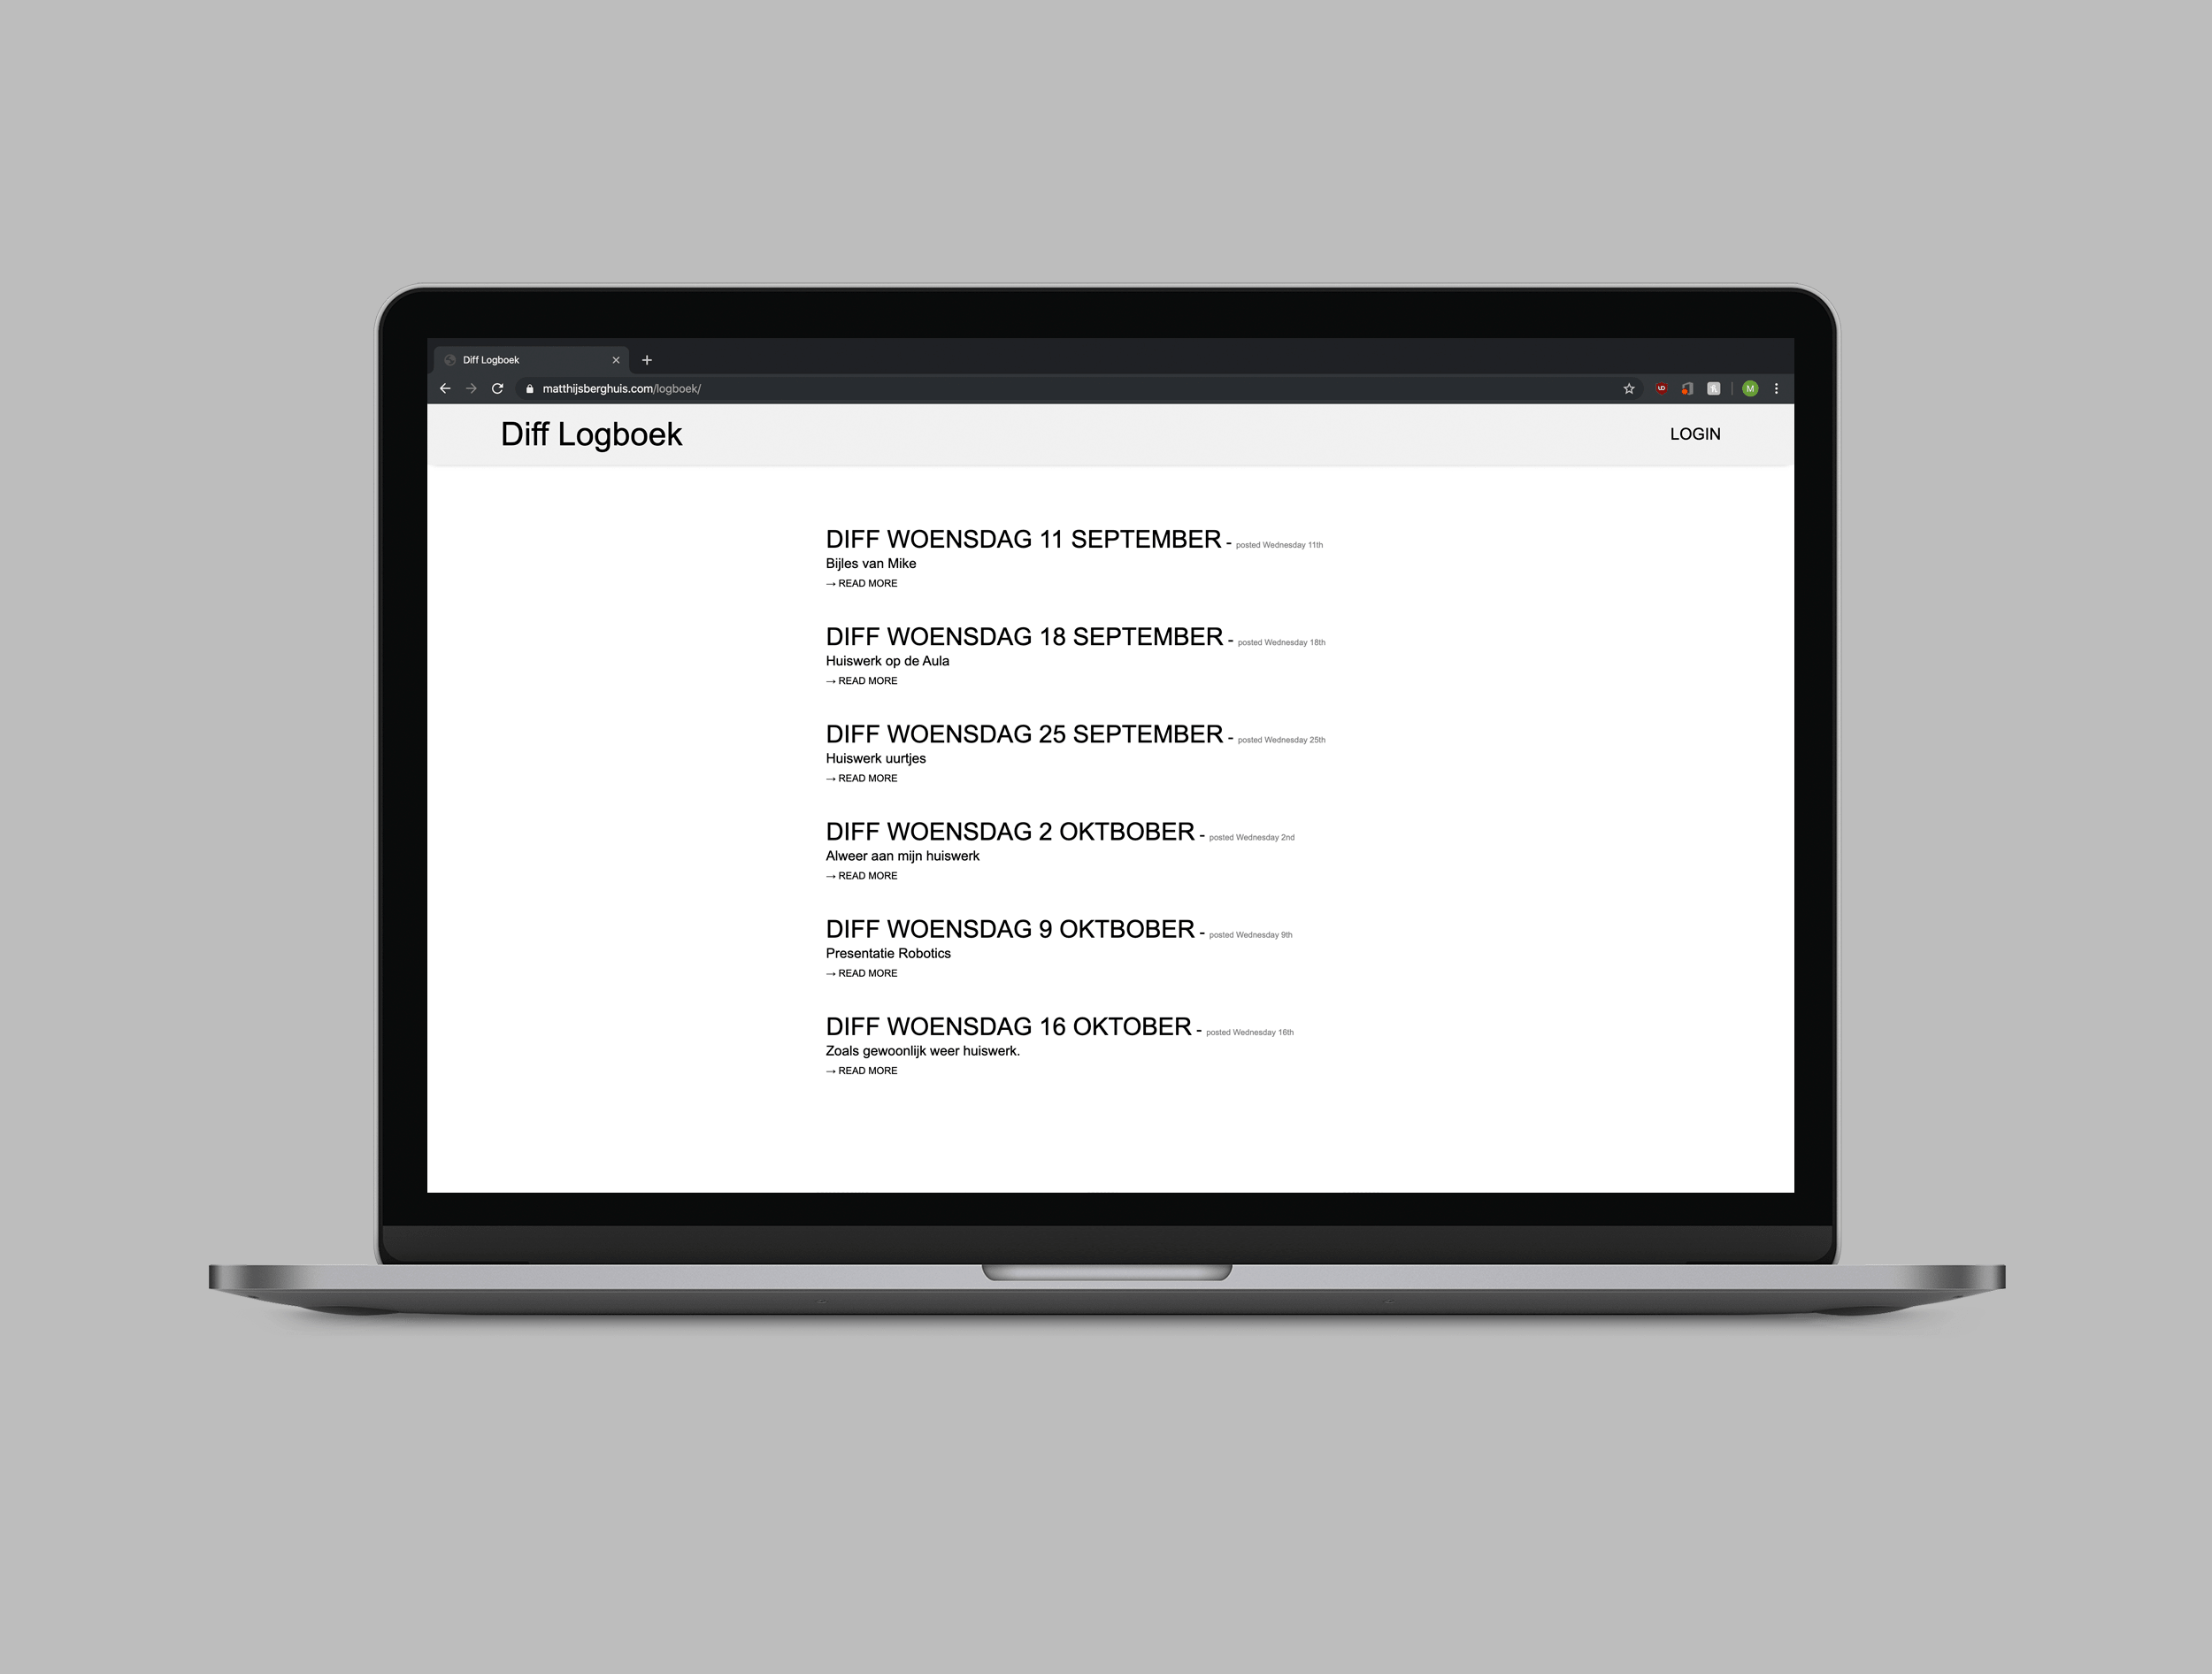 Diff Logboek
matthijsberghuis.com/logboek/
M
Diff Logboek
LOGIN
DIFF WOENSDAG 11 SEPTEMBER - posted Wednesday 11th
Bijles van Mike
→ READ MORE
DIFF WOENSDAG 18 SEPTEMBER - posted Wednesday 18th
Huiswerk op de Aula
→ READ MORE
DIFF WOENSDAG 25 SEPTEMBER - posted Wednesday 25th
Huiswerk uurtjes
→ READ MORE
DIFF WOENSDAG 2 OKTBOBER - posted Wednesday 2nd
Alweer aan mijn huiswerk
→ READ MORE
DIFF WOENSDAG 9 OKTBOBER - posted Wednesday 9th
Presentatie Robotics
→ READ MORE
DIFF WOENSDAG 16 OKTOBER - posted Wednesday 16th
Zoals gewoonlijk weer huiswerk.
→ READ MORE